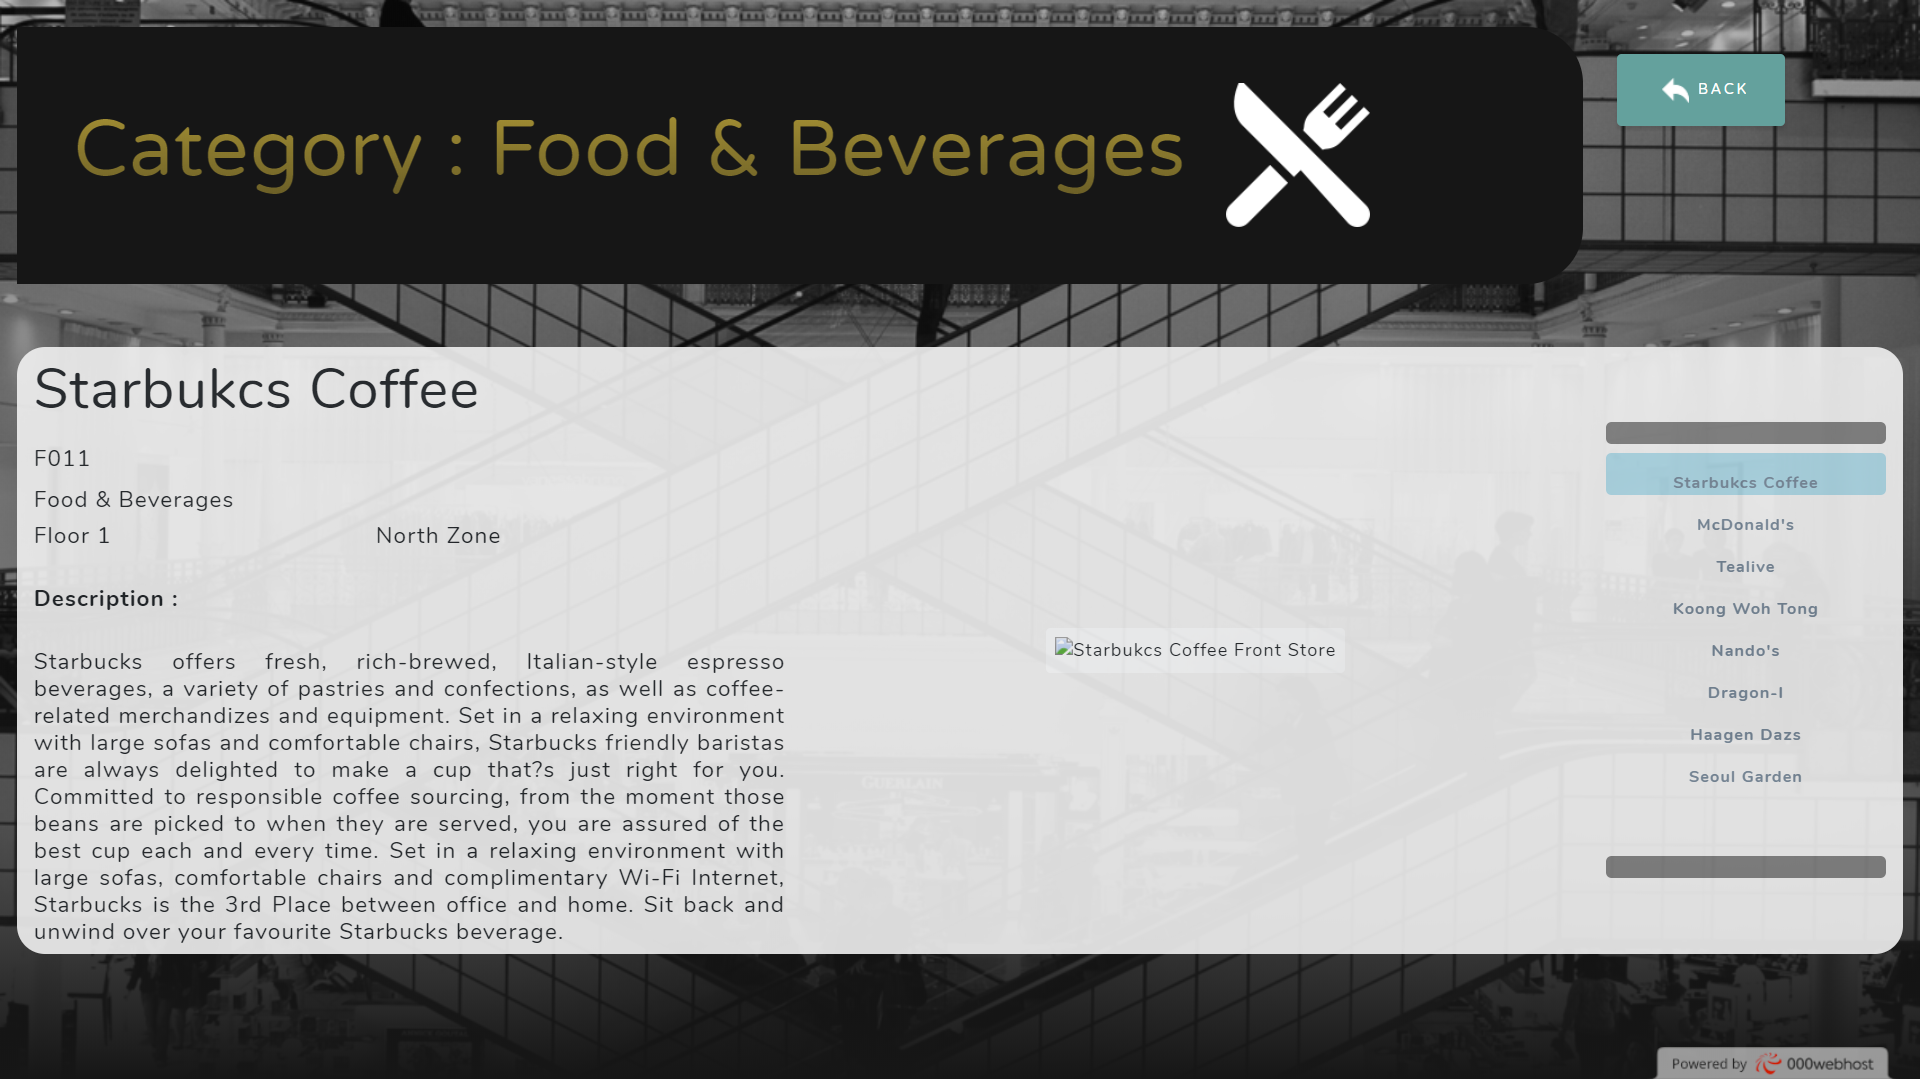 Category : Food & Beverages
BACK
Starbukcs Coffee
F011
Food & Beverages
Floor 1
North Zone
Description :
Starbucks offers fresh, rich-brewed, Italian-style espresso
beverages, a variety of pastries and confections, as well as coffee-
related merchandizes and equipment. Set in a relaxing environment
with large sofas and comfortable chairs, Starbucks friendly baristas
are always delighted to make a cup that?s just right for you.
Committed to responsible coffee sourcing, from the moment those
beans are picked to when they are served, you are assured of the
best cup each and every time. Set in a relaxing environment with
large sofas, comfortable chairs and complimentary Wi-Fi Internet,
Starbucks is the 3rd Place between office and home. Sit back and
unwind over your favourite Starbucks beverage.
Starbukcs Coffee Front Store
GUERLAIN
Starbukcs Coffee
McDonald's
Tealive
Koong Woh Tong
Nando's
Dragon-I
Haagen Dazs
Seoul Garden
Powered by 000webhost